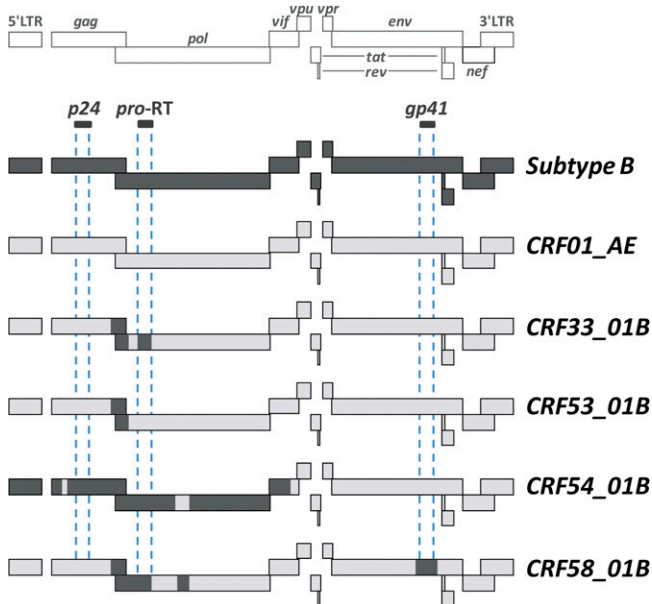 5'LTR gag pol vif vpu vpr env 3'LTR
tat
rev
nef
p24 pro-RT gp41
Subtype B
CRF01_AE
CRF33_01B
CRF53_01B
CRF54_01B
CRF58_01B